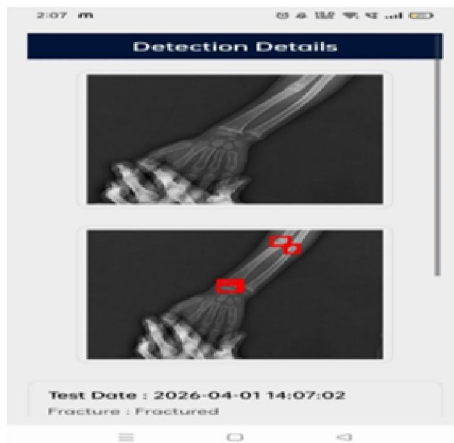 2:07 m
Detection Details
Test Date : 2026-04-01 14:07:02
Fracture : Fractured